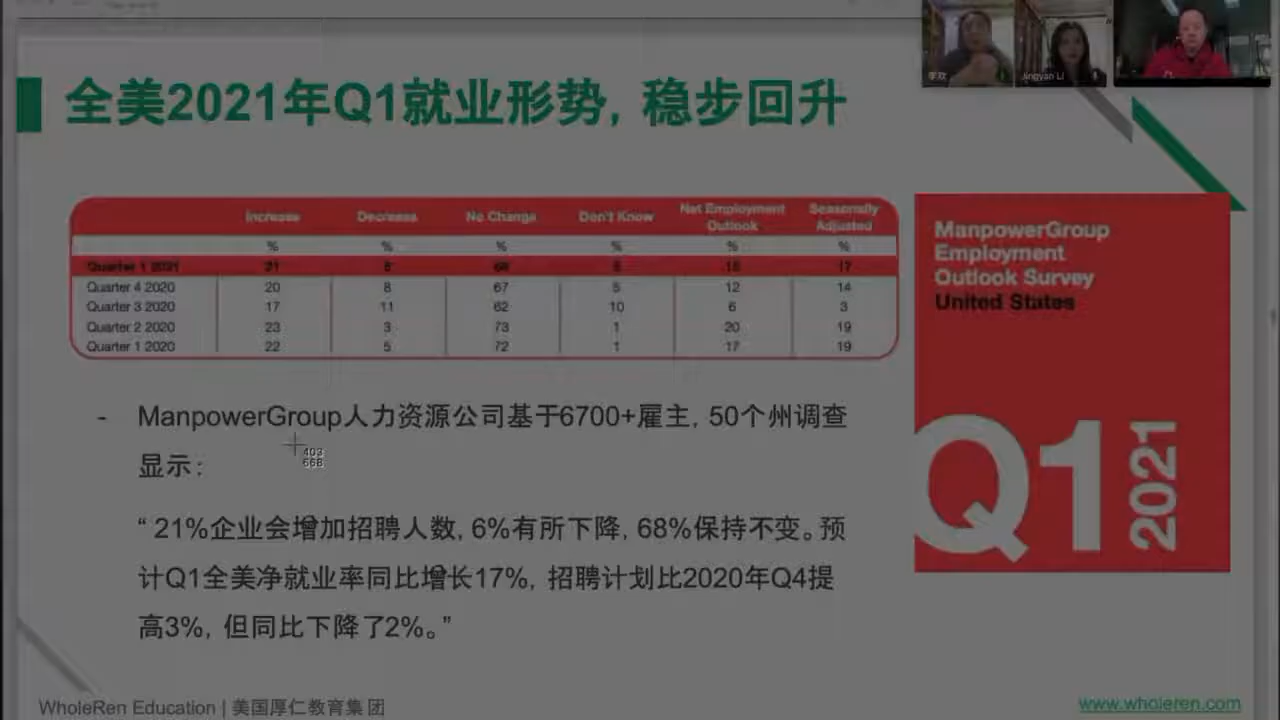 李欢
Jingyan Li
全美2021年Q1就业形势，稳步回升
Increase Decrease No Change Don't Know Net Employment Outlook Seasonally Adjusted
% % % % % %
Quarter 1 2021 21 68 17
Quarter 4 2020 20 8 67 5 12 14
Quarter 3 2020 17 11 62 10 6 3
Quarter 2 2020 23 3 73 1 20 19
Quarter 1 2020 22 5 72 1 17 19
ManpowerGroup
Employment
Outlook Survey
United States
Q1 2021
- ManpowerGroup人力资源公司基于6700+雇主，50个州调查
显示：
403
668
“ 21%企业会增加招聘人数，6%有所下降，68%保持不变。预
计Q1全美净就业率同比增长17%，招聘计划比2020年Q4提
高3%，但同比下降了2%。”
WholeRen Education | 美国厚仁教育集团
www.wholeren.com